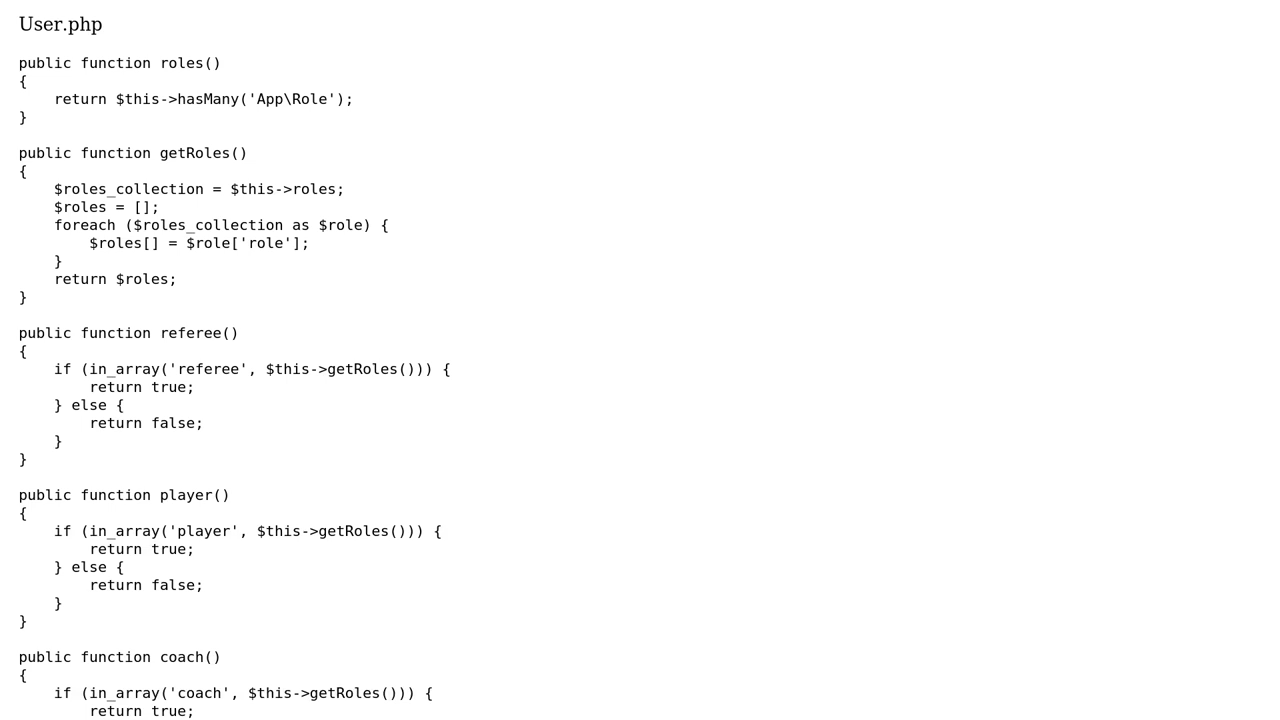 User.php
public function roles()
{
    return $this->hasMany('App\Role');
}
public function getRoles()
{
    $roles_collection = $this->roles;
    $roles = [];
    foreach ($roles_collection as $role) {
        $roles[] = $role['role'];
    }
    return $roles;
}
public function referee()
{
    if (in_array('referee', $this->getRoles())) {
        return true;
    } else {
        return false;
    }
}
public function player()
{
    if (in_array('player', $this->getRoles())) {
        return true;
    } else {
        return false;
    }
}
public function coach()
{
    if (in_array('coach', $this->getRoles())) {
        return true;